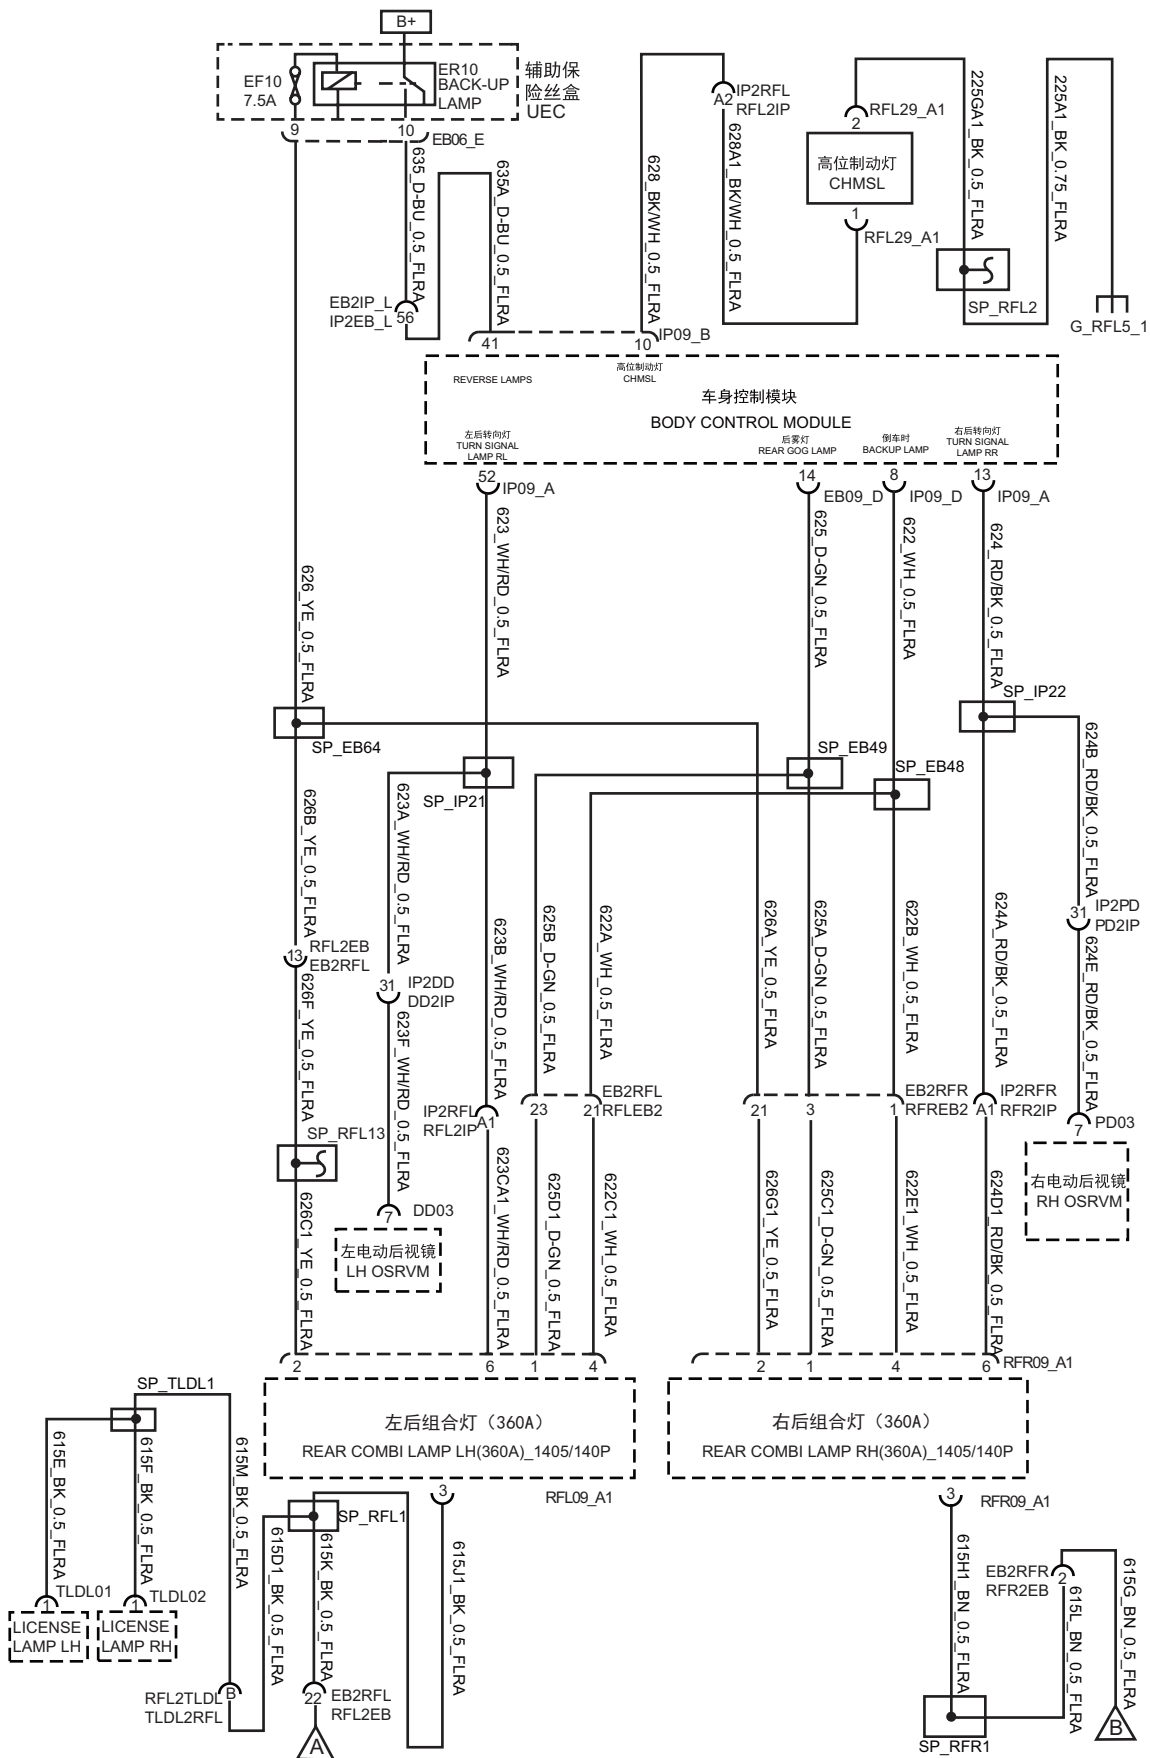 B+
EF10
7.5A
ER10
BACK-UP
LAMP
辅助保
险丝盒
UEC
9
10
EB06_E
635_D-BU_0.5_FLRA
635A_D-BU_0.5_FLRA
EB2IP_L
IP2EB_L
56
628_BK/WH_0.5_FLRA
A2
IP2RFL
RFL2IP
628A1_BK/WH_0.5_FLRA
RFL29_A1
2
高位制动灯
CHMSL
1
RFL29_A1
225GA1_BK_0.5_FLRA
225A1_BK_0.75_FLRA
SP_RFL2
G_RFL5_1
41
10
IP09_B
REVERSE LAMPS
高位制动灯
CHMSL
车身控制模块
BODY CONTROL MODULE
左后转向灯
TURN SIGNAL
LAMP RL
后雾灯
REAR GOG LAMP
倒车时
BACKUP LAMP
右后转向灯
TURN SIGNAL
LAMP RR
52
IP09_A
14
EB09_D
8
IP09_D
13
IP09_A
626_YE_0.5_FLRA
623_WH/RD_0.5_FLRA
625_D-GN_0.5_FLRA
622_WH_0.5_FLRA
624_RD/BK_0.5_FLRA
SP_EB64
SP_IP21
SP_EB49
SP_EB48
SP_IP22
626B_YE_0.5_FLRA
623A_WH/RD_0.5_FLRA
623B_WH/RD_0.5_FLRA
625B_D-GN_0.5_FLRA
622A_WH_0.5_FLRA
626A_YE_0.5_FLRA
625A_D-GN_0.5_FLRA
622B_WH_0.5_FLRA
624A_RD/BK_0.5_FLRA
624B_RD/BK_0.5_FLRA
13
RFL2EB
EB2RFL
31
IP2DD
DD2IP
31
IP2PD
PD2IP
626F_YE_0.5_FLRA
623F_WH/RD_0.5_FLRA
624E_RD/BK_0.5_FLRA
IP2RFL
RFL2IP
A1
23
21
EB2RFL
RFLEB2
21
3
1
EB2RFR
RFREB2
A1
IP2RFR
RFR2IP
7
PD03
右电动后视镜
RH OSRVM
SP_RFL13
626C1_YE_0.5_FLRA
7
DD03
左电动后视镜
LH OSRVM
623CA1_WH/RD_0.5_FLRA
625D1_D-GN_0.5_FLRA
622C1_WH_0.5_FLRA
626G1_YE_0.5_FLRA
625C1_D-GN_0.5_FLRA
622E1_WH_0.5_FLRA
624D1_RD/BK_0.5_FLRA
2
6
1
4
2
1
4
6
RFR09_A1
左后组合灯（360A）
REAR COMBI LAMP LH(360A)_1405/140P
右后组合灯（360A）
REAR COMBI LAMP RH(360A)_1405/140P
3
RFL09_A1
3
RFR09_A1
SP_TLDL1
615E_BK_0.5_FLRA
615F_BK_0.5_FLRA
615M_BK_0.5_FLRA
1
TLDL01
1
TLDL02
LICENSE
LAMP LH
LICENSE
LAMP RH
RFL2TLDL
TLDL2RFL
B
SP_RFL1
615D1_BK_0.5_FLRA
615K_BK_0.5_FLRA
615J1_BK_0.5_FLRA
22
EB2RFL
RFL2EB
A
615H1_BN_0.5_FLRA
EB2RFR
RFR2EB
2
615L_BN_0.5_FLRA
615G_BN_0.5_FLRA
SP_RFR1
B